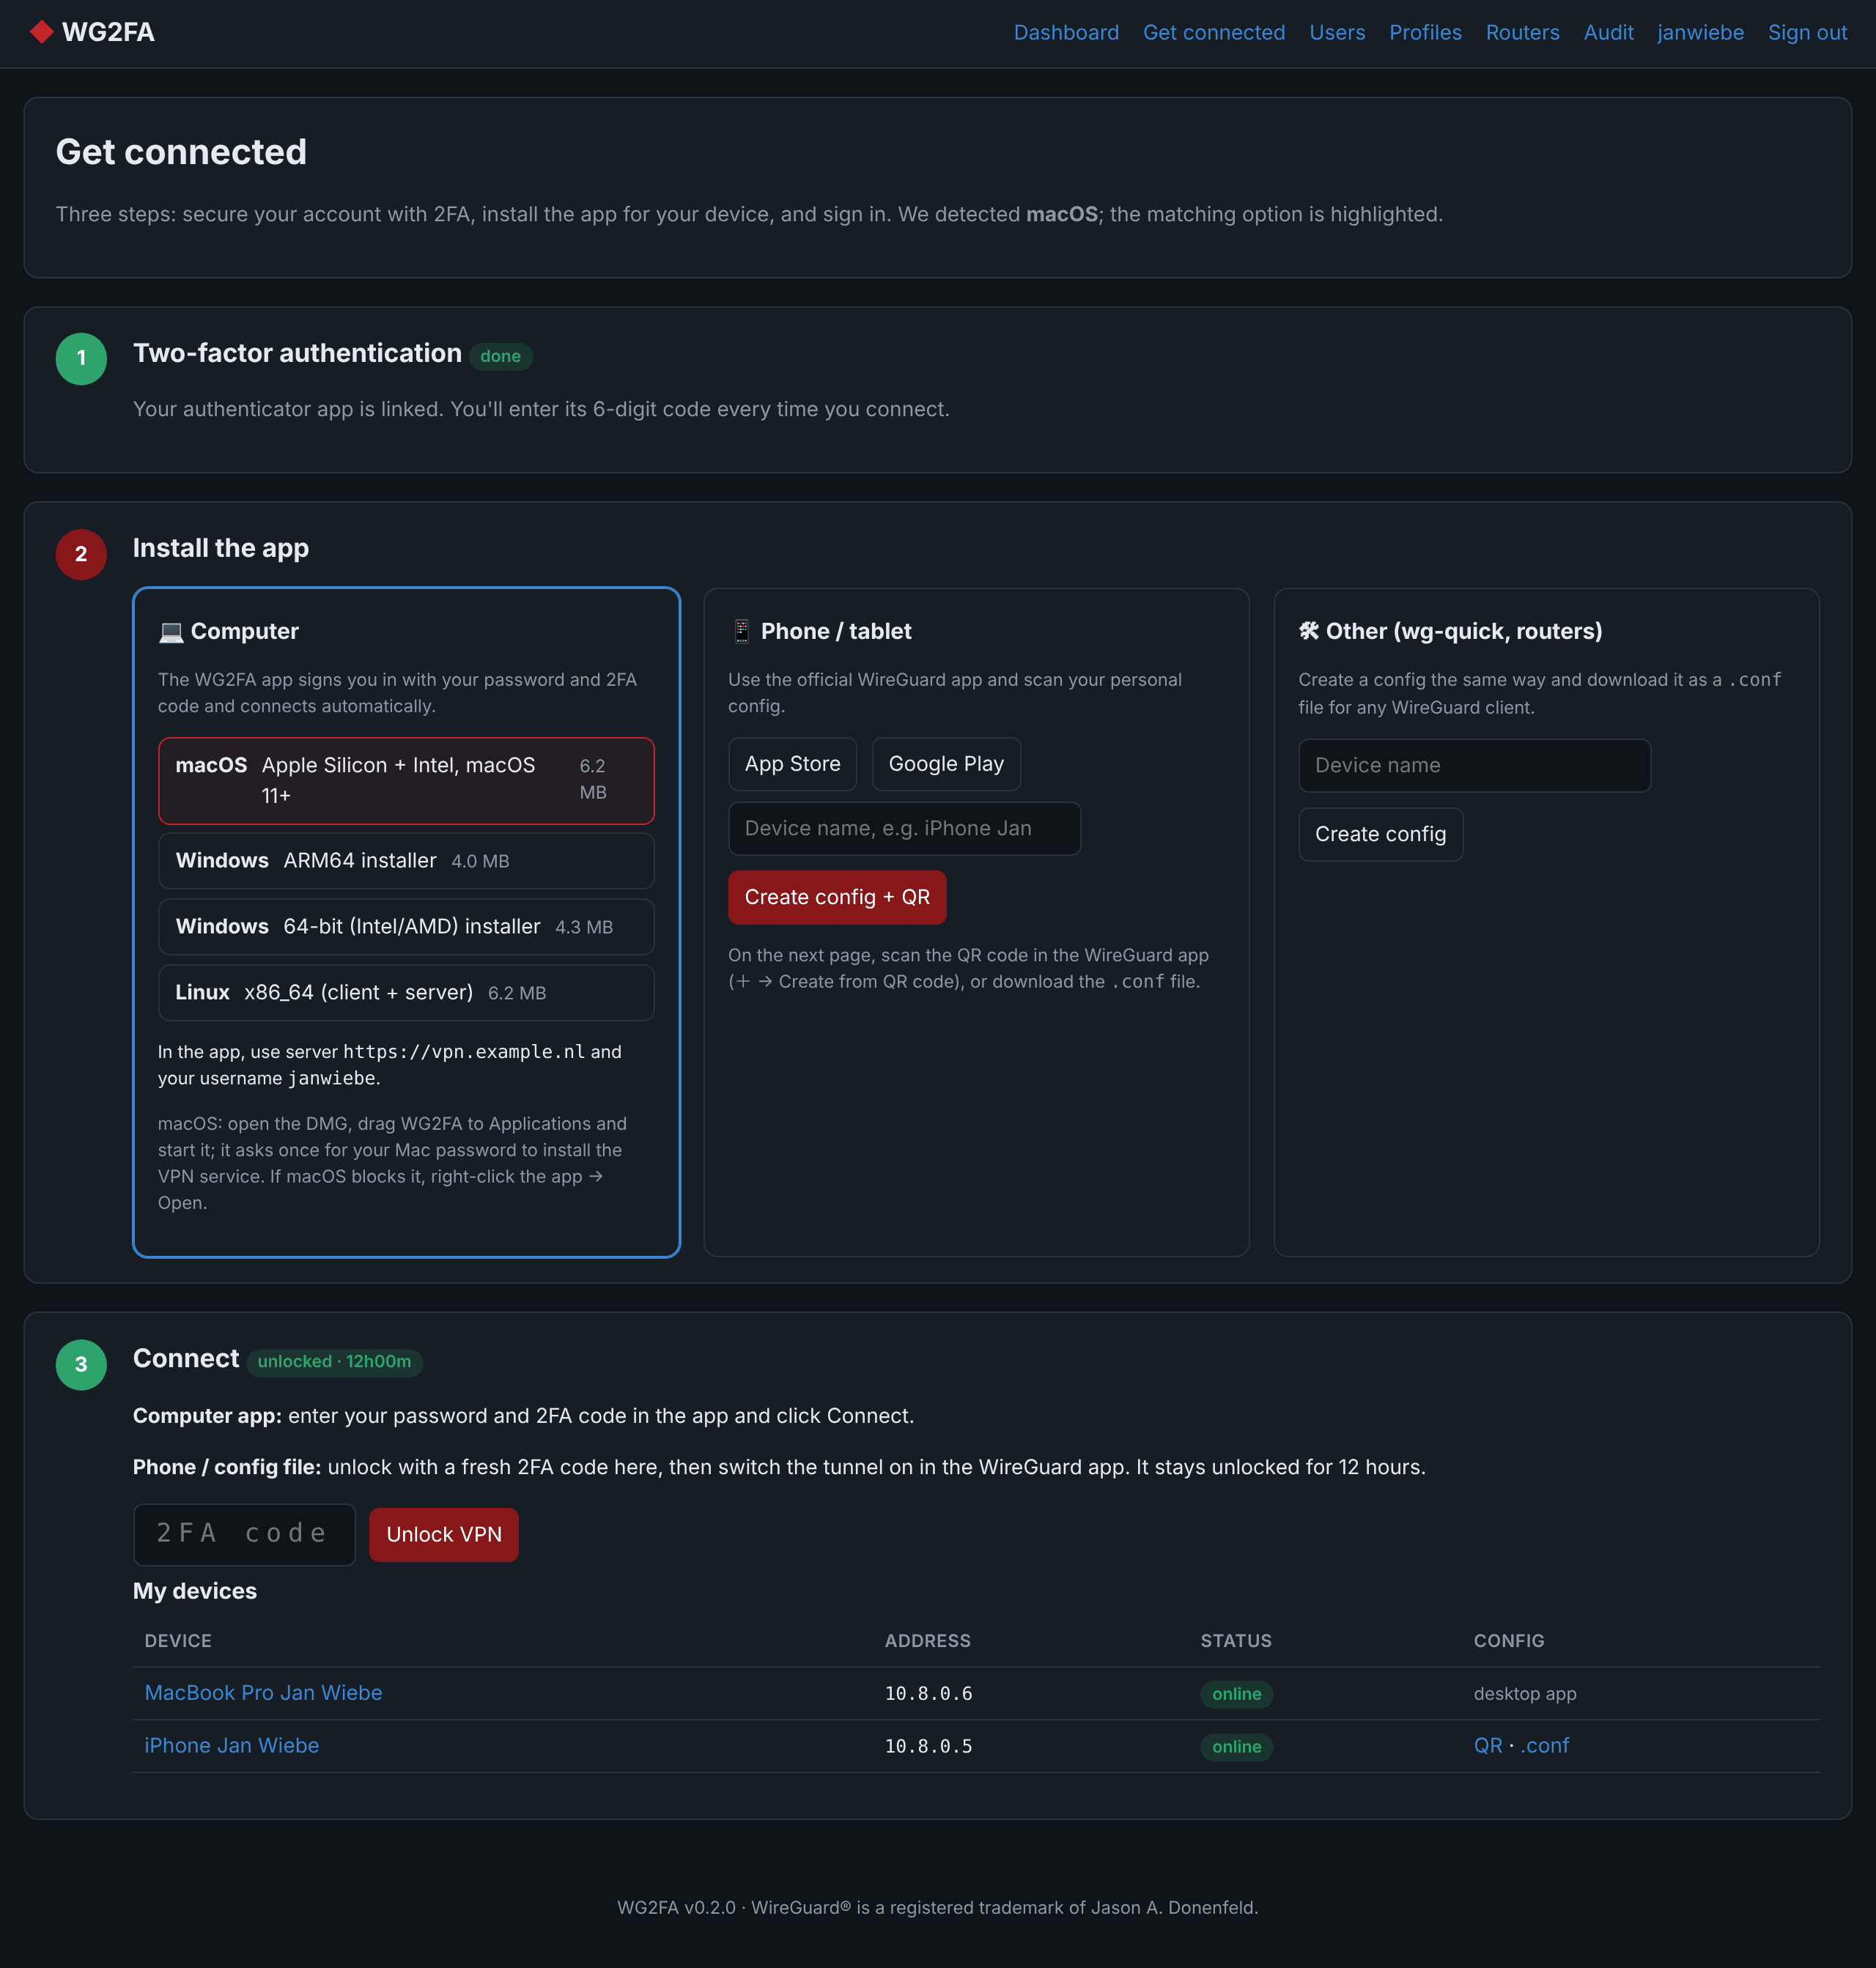 WG2FA
Dashboard Get connected Users Profiles Routers Audit janwiebe Sign out
Get connected
Three steps: secure your account with 2FA, install the app for your device, and sign in. We detected macOS; the matching option is highlighted.
1
Two-factor authentication done
Your authenticator app is linked. You'll enter its 6-digit code every time you connect.
2
Install the app
Computer
The WG2FA app signs you in with your password and 2FA
code and connects automatically.
macOS Apple Silicon + Intel, macOS
11+
6.2
MB
Windows ARM64 installer 4.0 MB
Windows 64-bit (Intel/AMD) installer 4.3 MB
Linux x86_64 (client + server) 6.2 MB
In the app, use server https://vpn.example.nl and
your username janwiebe.
macOS: open the DMG, drag WG2FA to Applications and
start it; it asks once for your Mac password to install the
VPN service. If macOS blocks it, right-click the app →
Open.
Phone / tablet
Use the official WireGuard app and scan your personal
config.
App Store Google Play
Device name, e.g. iPhone Jan
Create config + QR
On the next page, scan the QR code in the WireGuard app
(+ → Create from QR code), or download the .conf file.
Other (wg-quick, routers)
Create a config the same way and download it as a .conf
file for any WireGuard client.
Device name
Create config
3
Connect unlocked · 12h00m
Computer app: enter your password and 2FA code in the app and click Connect.
Phone / config file: unlock with a fresh 2FA code here, then switch the tunnel on in the WireGuard app. It stays unlocked for 12 hours.
2FA code Unlock VPN
My devices
DEVICE ADDRESS STATUS CONFIG
MacBook Pro Jan Wiebe 10.8.0.6 online desktop app
iPhone Jan Wiebe 10.8.0.5 online QR · .conf
WG2FA v0.2.0 · WireGuard® is a registered trademark of Jason A. Donenfeld.